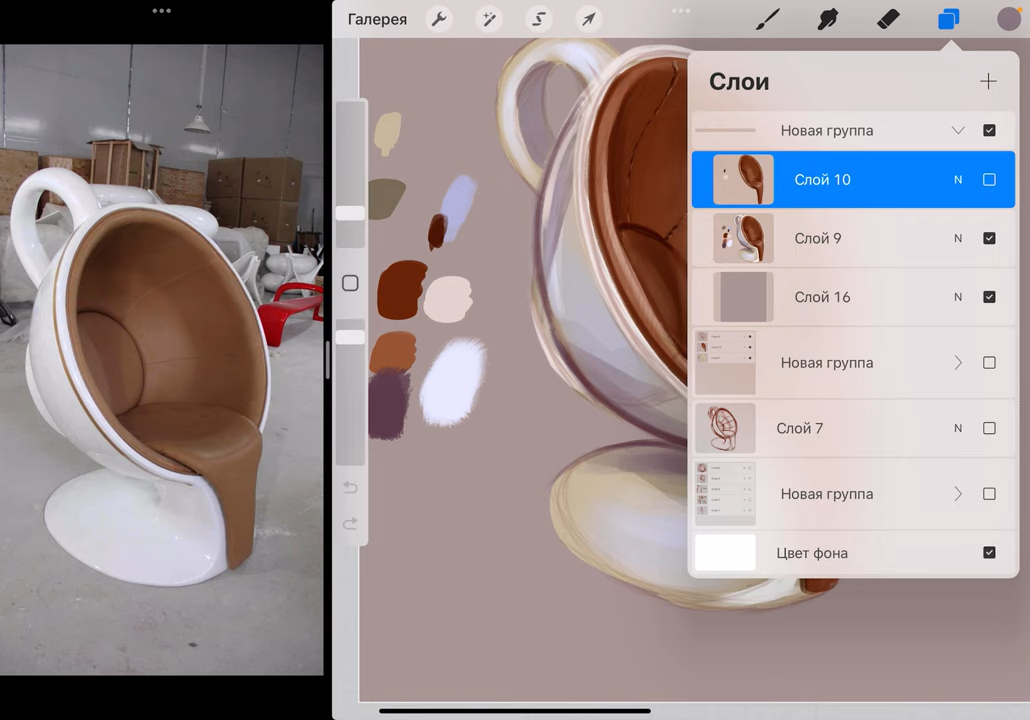 Галерея
Слои
Новая группа
Слой 10
N
Слой 9
N
Слой 16
N
Новая группа
Слой 7
N
Новая группа
Цвет фона